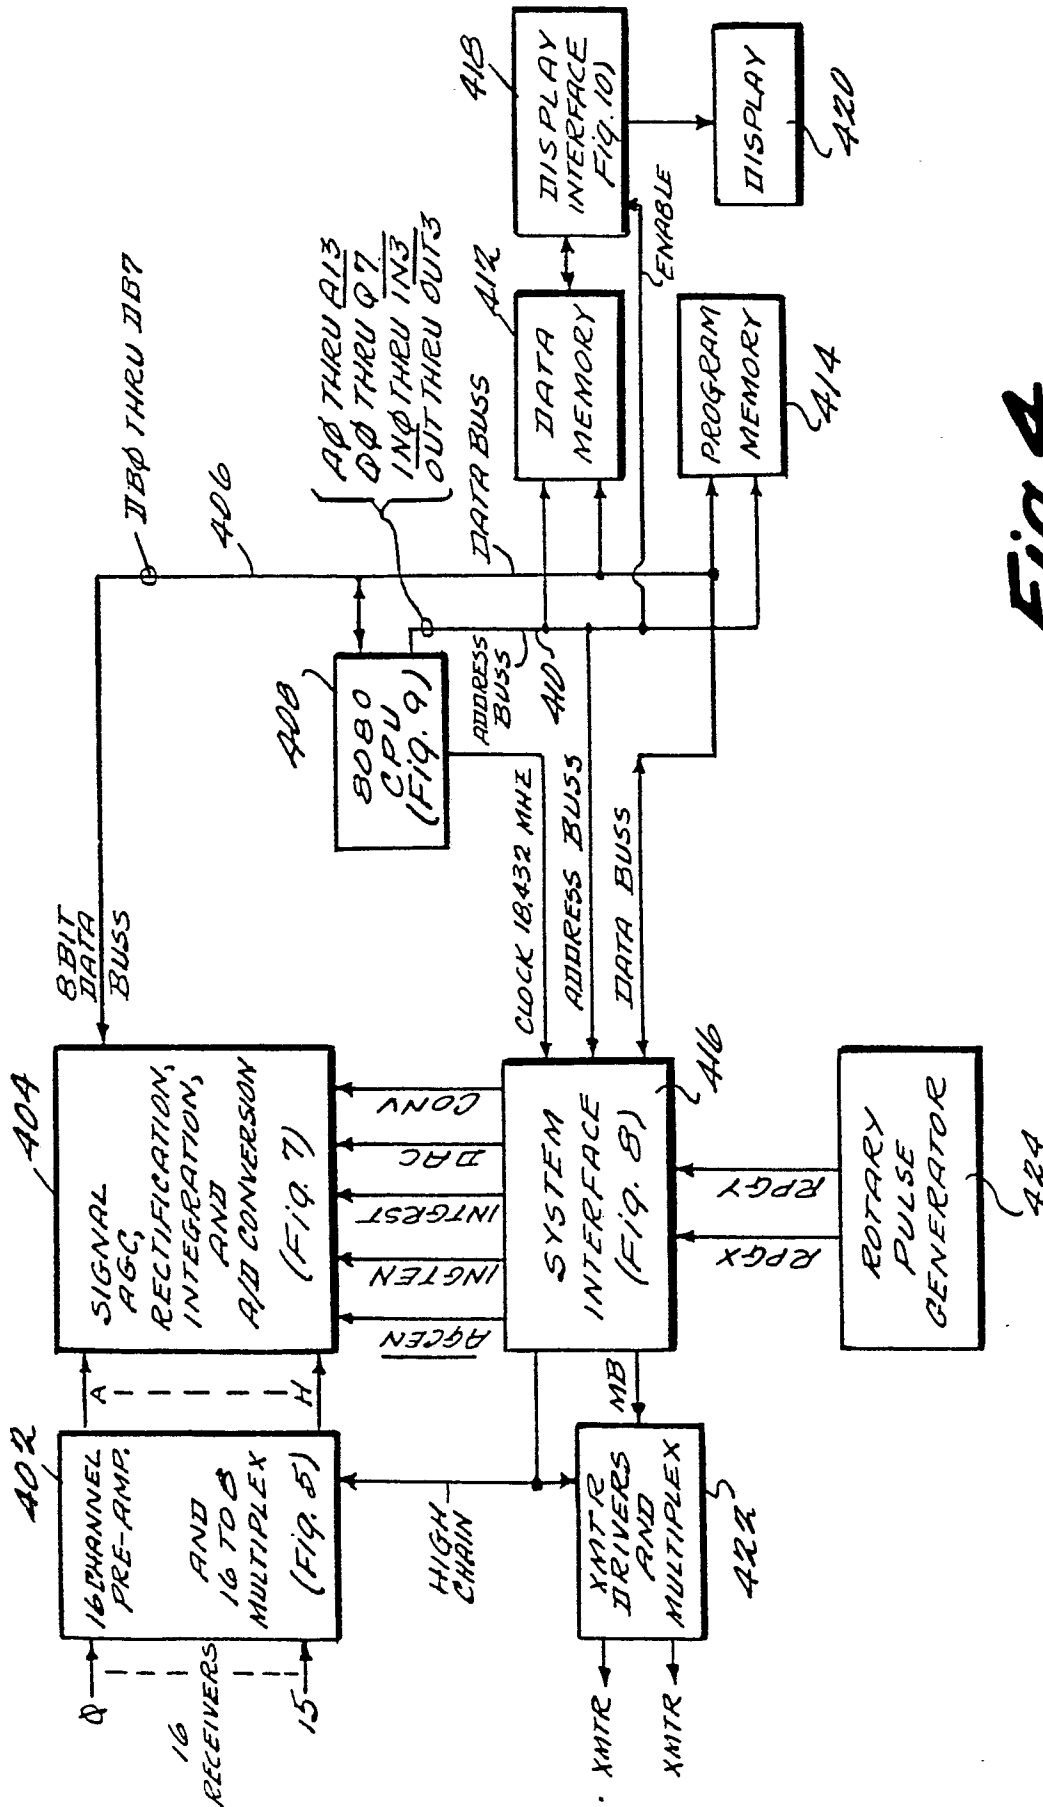 16 CHANNEL
PRE-AMP.
AND
16 TO 8
MULTIPLEX
(Fig. 5)
402
0
16
RECEIVERS
15
A
H
SIGNAL
AGC,
RECTIFICATION,
INTEGRATION,
AND
A/D CONVERSION
(Fig. 7)
404
8 BIT
DATA
BUSS
DBØ THRU DB7
406
AØ THRU A13
QØ THRU Q7
INØ THRU IN3
OUT THRU OUT3
8080
CPU
(Fig. 9)
408
ADDRESS
BUSS
410
DATA BUSS
DATA
MEMORY
412
DISPLAY
INTERFACE
Fig. 10)
418
DISPLAY
420
ENABLE
PROGRAM
MEMORY
414
CLOCK 18.432 MHZ
ADDRESS BUSS
DATA BUSS
AGCEN
INGTEN
INTGRST
DAC
CONV
SYSTEM
INTERFACE
(Fig. 8)
416
HIGH
CHAIN
MB
XMTR
DRIVERS
AND
MULTIPLEX
422
XMTR
XMTR
RPGX
RPGY
ROTARY
PULSE
GENERATOR
424
Fig. 4